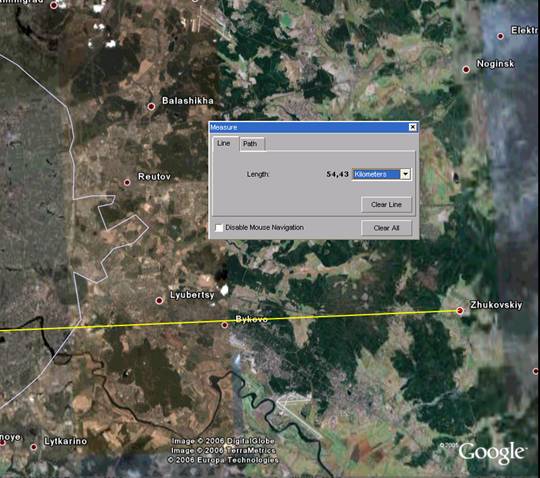 Elektr
Noginsk
Balashikha
Measure
Line
Path
Length:
54,43
Kilometers
Clear Line
Disable Mouse Navigation
Clear All
Reutov
Lyubertsy
Zhukovskiy
Bykovo
noye
Lytkarino
Image © 2006 DigitalGlobe
Image © 2006 TerraMetrics
© 2006 Europa Technologies
© 2006
Google